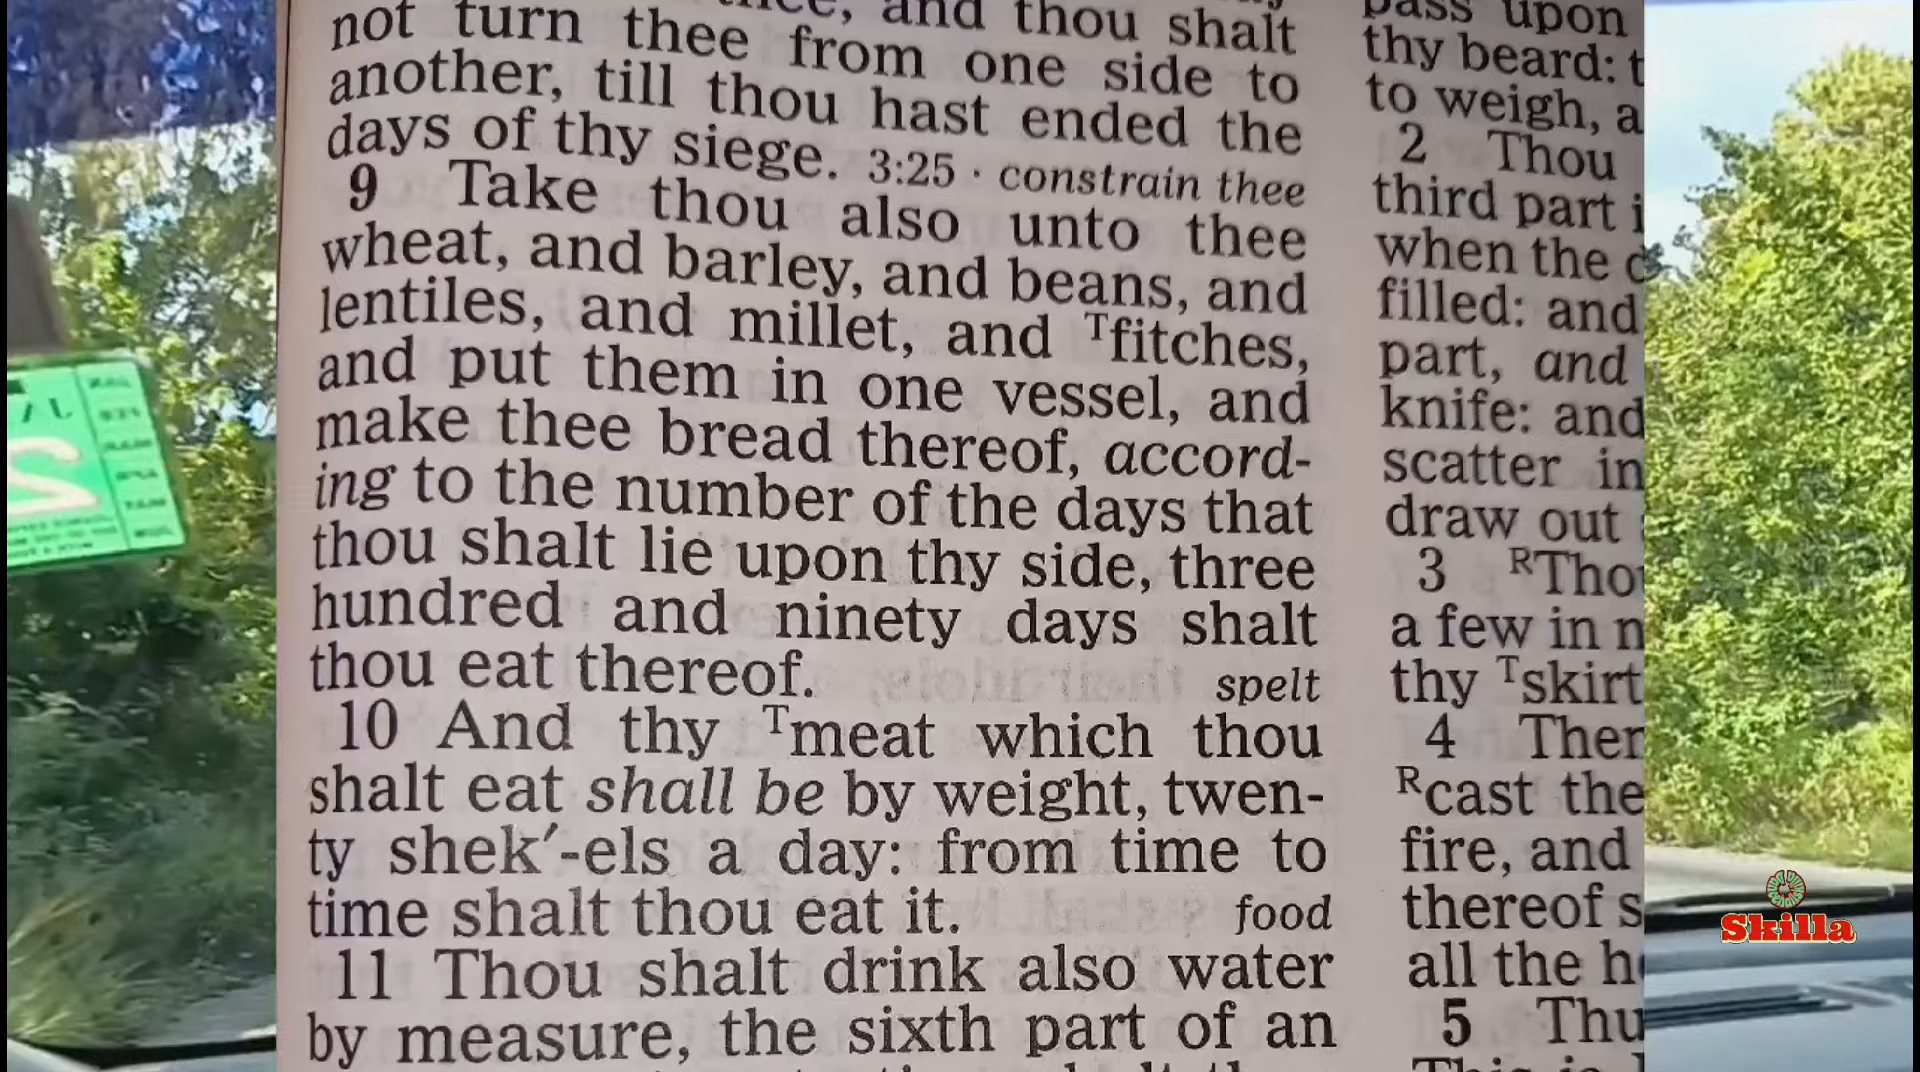 and thou shalt
not turn thee from one side to
another, till thou hast ended the
days of thy siege. 3:25 · constrain thee
9 Take thou also unto thee
wheat, and barley, and beans, and
lentiles, and millet, and Tfitches,
and put them in one vessel, and
make thee bread thereof, accord-
ing to the number of the days that
thou shalt lie upon thy side, three
hundred and ninety days shalt
thou eat thereof. spelt
10 And thy Tmeat which thou
shalt eat shall be by weight, twen-
ty shek′-els a day: from time to
time shalt thou eat it. food
11 Thou shalt drink also water
by measure, the sixth part of an
pass upon
thy beard:
to weigh,
2 Thou
third part
when the
filled: and
part, and
knife: and
scatter in
draw out
3
a few in
thy Tskirt
4
Rcast the
fire, and
thereof
all the
5
Skilla